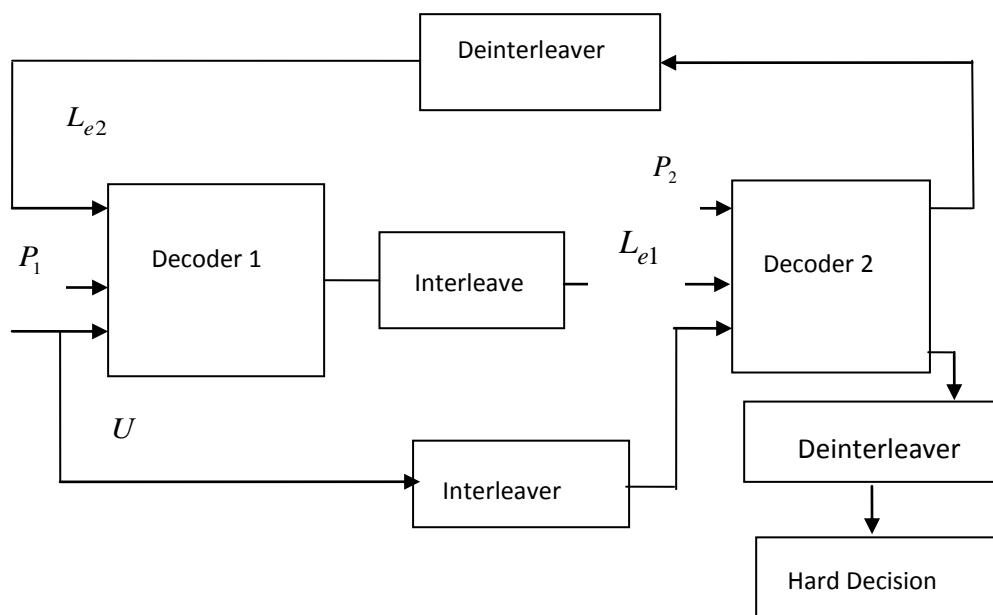 Deinterleaver
L_{e2}
P_2
P_1
Decoder 1
Interleave
L_{e1}
Decoder 2
U
Interleaver
Deinterleaver
Hard Decision